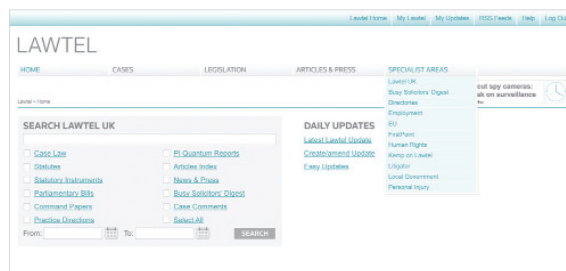 Lawtel Home My Lawtel My Updates RSS Feeds Help Log Ou
LAWTEL
HOME CASES LEGISLATION ARTICLES & PRESS SPECIALIST AREAS
Lawtel UK
Busy Solicitors' Digest
Directories
Employment
EU
FirstPoint
Human Rights
Kemp on Lawtel
Litigator
Local Government
Personal Injury
cut spy cameras:
ak on surveillance
Lawtel > Home
SEARCH LAWTEL UK
Case Law
Statutes
Statutory Instruments
Parliamentary Bills
Command Papers
Practice Directions
PI Quantum Reports
Articles Index
News & Press
Busy Solicitors' Digest
Case Comments
Select All
From: To: SEARCH
DAILY UPDATES
Latest Lawtel Update
Create/amend Update
Easy Updates